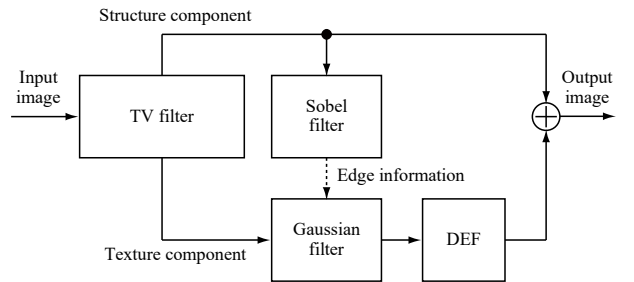 Structure component
Input
image
TV filter
Sobel
filter
Output
image
Edge information
Texture component
Gaussian
filter
DEF